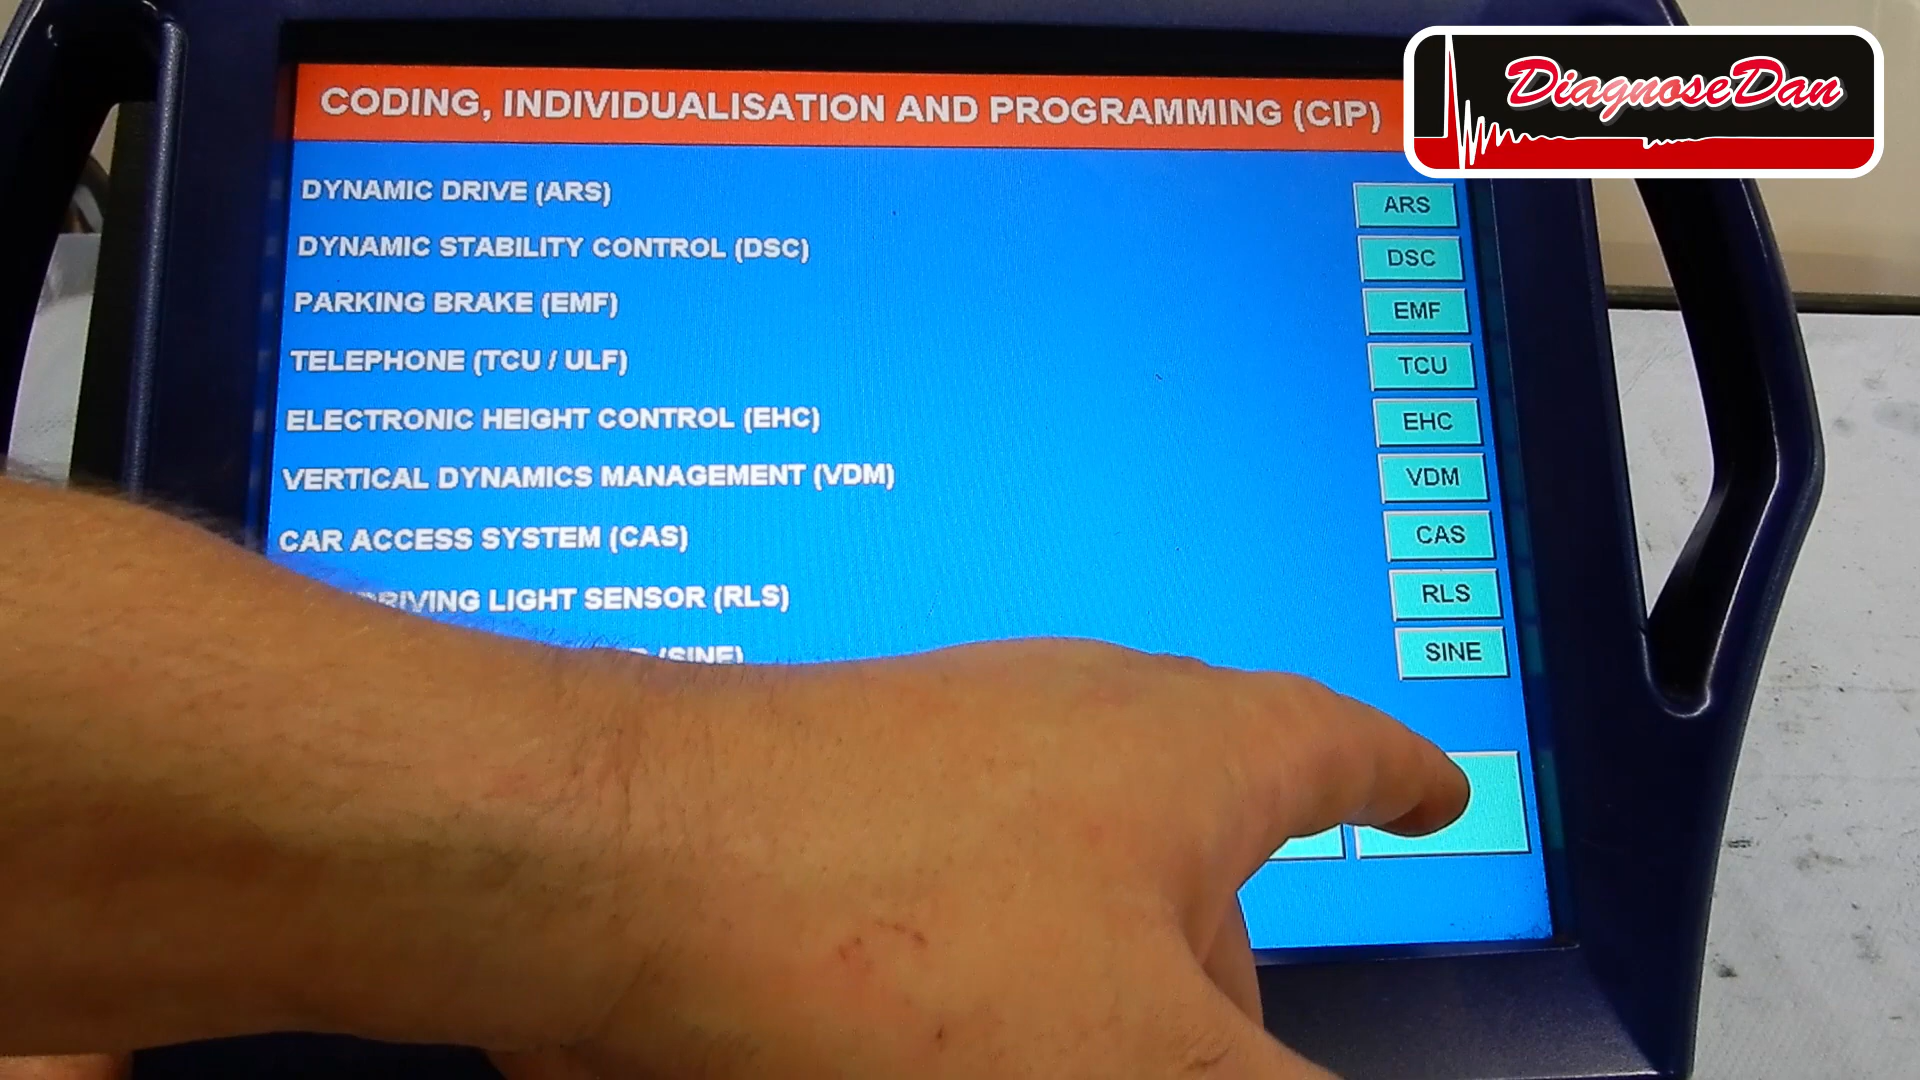 DiagnoseDan
CODING, INDIVIDUALISATION AND PROGRAMMING (CIP)
DYNAMIC DRIVE (ARS) ARS
DYNAMIC STABILITY CONTROL (DSC) DSC
PARKING BRAKE (EMF) EMF
TELEPHONE (TCU / ULF) TCU
ELECTRONIC HEIGHT CONTROL (EHC) EHC
VERTICAL DYNAMICS MANAGEMENT (VDM) VDM
CAR ACCESS SYSTEM (CAS) CAS
DRIVING LIGHT SENSOR (RLS) RLS
(SINE) SINE